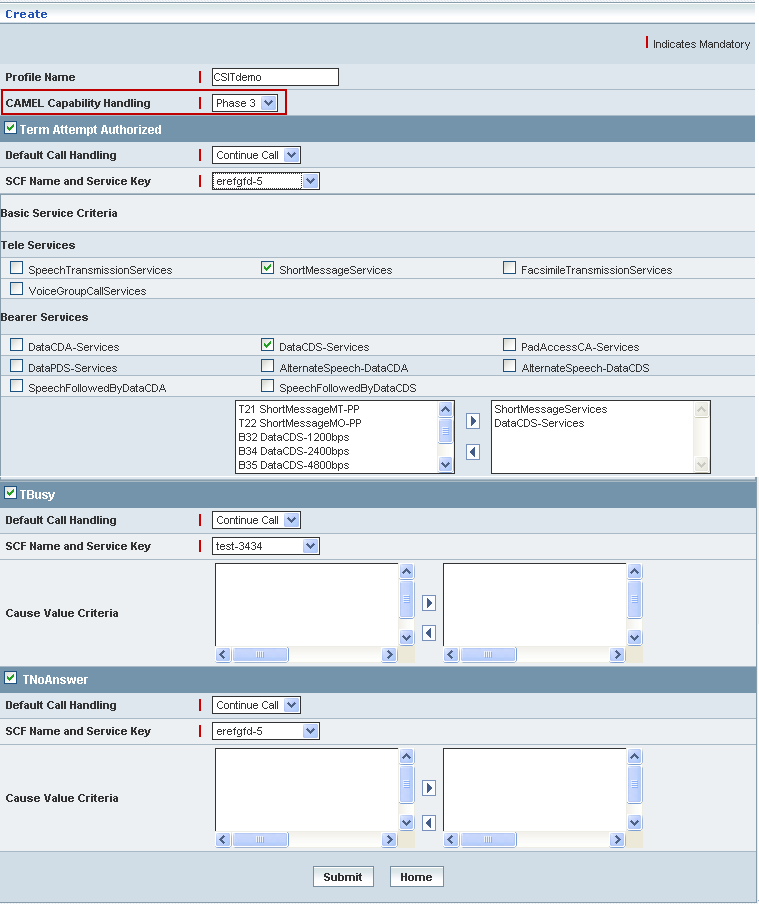 Create
Indicates Mandatory
Profile Name CSITdemo
CAMEL Capability Handling Phase 3
Term Attempt Authorized
Default Call Handling Continue Call
SCF Name and Service Key erefgfd-5
Basic Service Criteria
Tele Services
SpeechTransmissionServices ShortMessageServices FacsimileTransmissionServices
VoiceGroupCallServices
Bearer Services
DataCDA-Services DataCDS-Services PadAccessCA-Services
DataPDS-Services AlternateSpeech-DataCDA AlternateSpeech-DataCDS
SpeechFollowedByDataCDA SpeechFollowedByDataCDS
T21 ShortMessageMT-PP ShortMessageServices
T22 ShortMessageMO-PP DataCDS-Services
B32 DataCDS-1200bps
B34 DataCDS-2400bps
B35 DataCDS-4800bps
TBusy
Default Call Handling Continue Call
SCF Name and Service Key test-3434
Cause Value Criteria
TNoAnswer
Default Call Handling Continue Call
SCF Name and Service Key erefgfd-5
Cause Value Criteria
Submit Home